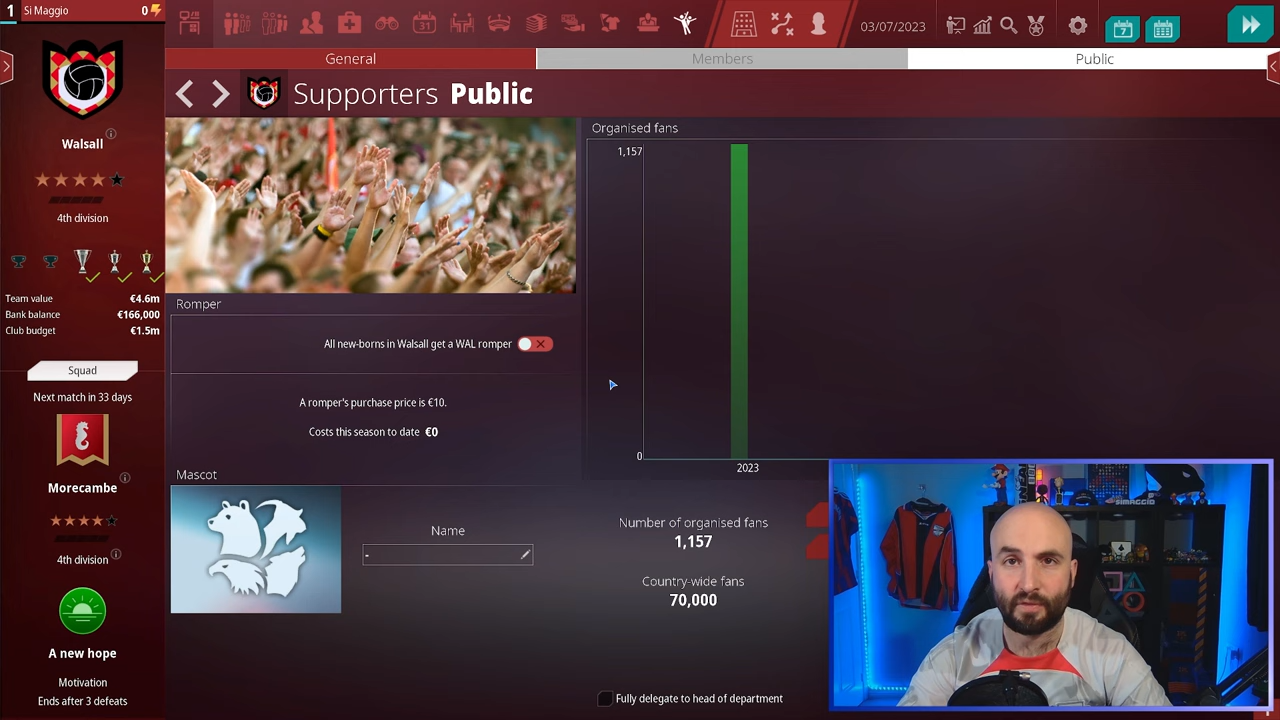 1 Si Maggio 0
31
03/07/2023
7
General Members Public
Supporters Public
Walsall
4th division
Team value €4.6m
Bank balance €166,000
Club budget €1.5m
Squad
Next match in 33 days
Morecambe
4th division
A new hope
Motivation
Ends after 3 defeats
Romper
All new-borns in Walsall get a WAL romper
A romper's purchase price is €10.
Costs this season to date €0
Mascot
Name
-
Organised fans
1,157
0
2023
Number of organised fans
1,157
Country-wide fans
70,000
Fully delegate to head of department
SIMAGGIO